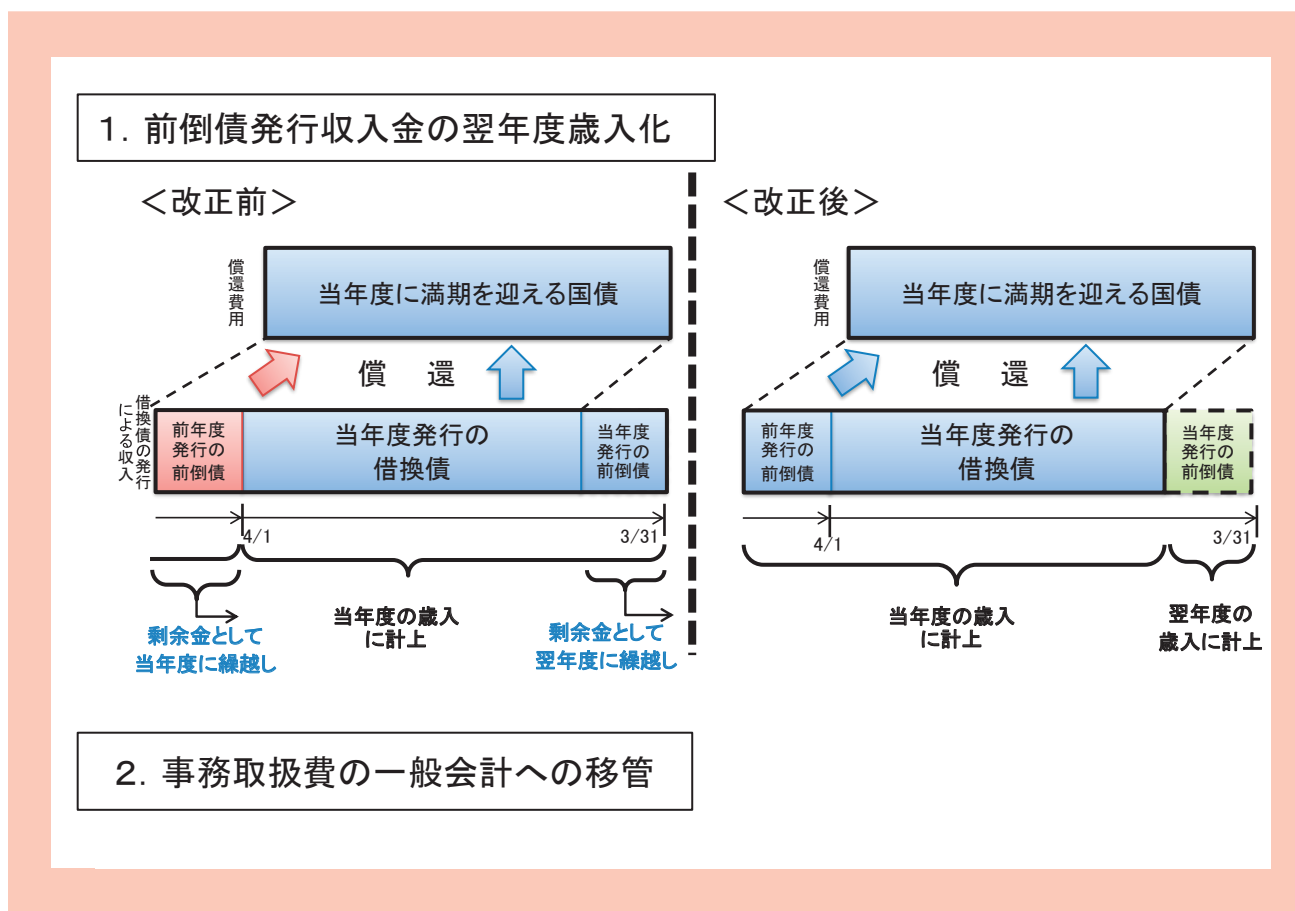 1．前倒債発行収入金の翌年度歳入化
＜改正前＞
償還費用
当年度に満期を迎える国債
償　還
借換債の発行
による収入
前年度
発行の
前倒債
当年度発行の
借換債
当年度
発行の
前倒債
4/1
3/31
剰余金として
当年度に繰越し
当年度の歳入
に計上
剰余金として
翌年度に繰越し
＜改正後＞
償還費用
当年度に満期を迎える国債
償　還
前年度
発行の
前倒債
当年度発行の
借換債
当年度
発行の
前倒債
4/1
3/31
当年度の歳入
に計上
翌年度の
歳入に計上
２．事務取扱費の一般会計への移管